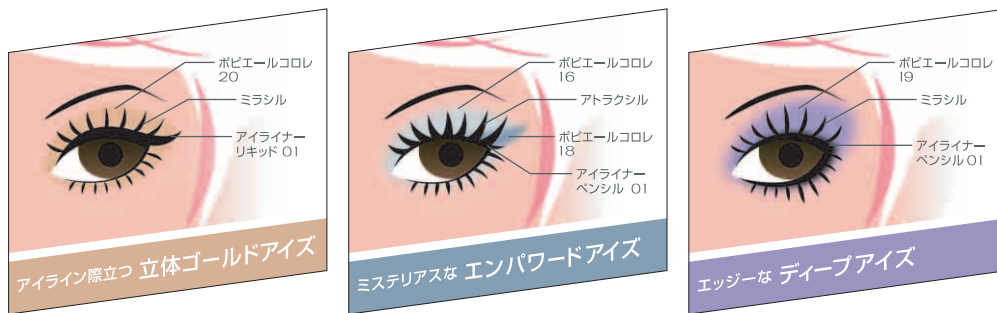 ポピエールコロレ
20
ミラシル
アイライナー
リキッド 01
アイライン際立つ 立体ゴールドアイズ
ポピエールコロレ
16
アトラクシル
ポピエールコロレ
18
アイライナー
ペンシル 01
ミステリアスな エンパワードアイズ
ポピエールコロレ
19
ミラシル
アイライナー
ペンシル 01
エッジーな ディープアイズ